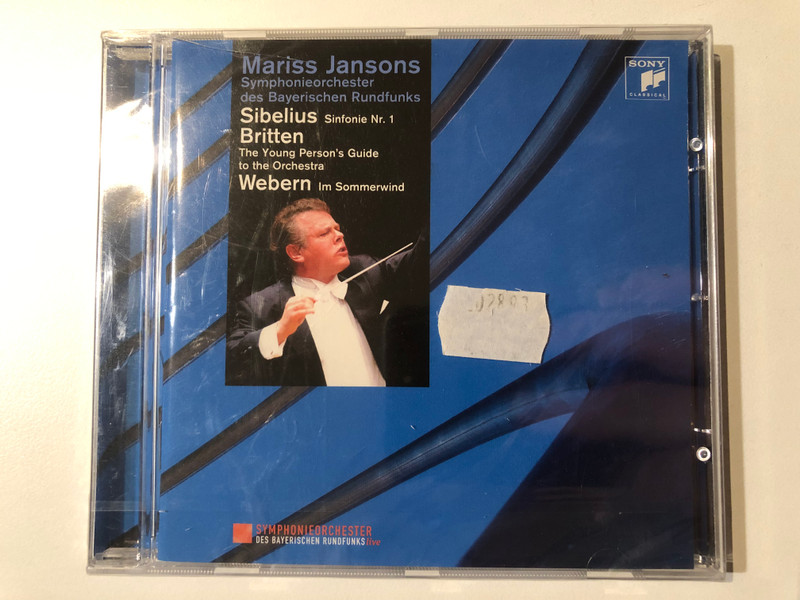 Mariss Jansons
Symphonieorchester
des Bayerischen Rundfunks
Sibelius Sinfonie Nr. 1
Britten
The Young Person's Guide
to the Orchestra
Webern Im Sommerwind
SONY
CLASSICAL
SYMPHONIEORCHESTER
DES BAYERISCHEN RUNDFUNKS/live